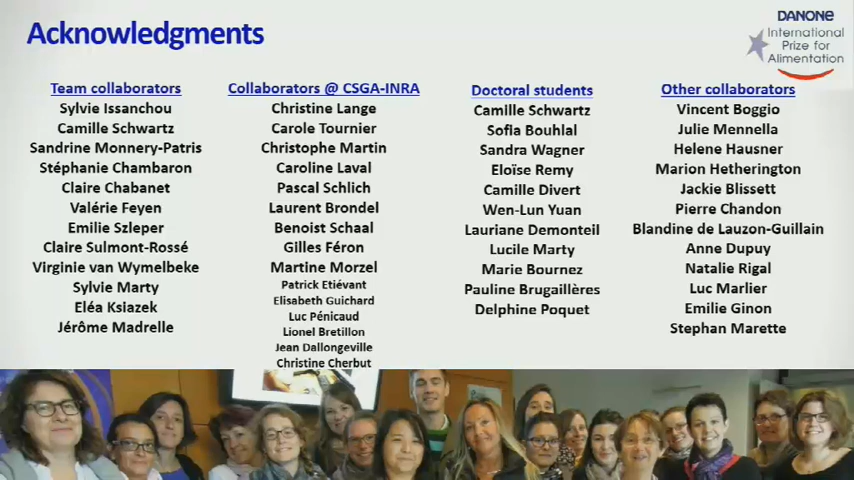 Acknowledgments
DANONE
International
Prize for
Alimentation
Team collaborators
Sylvie Issanchou
Camille Schwartz
Sandrine Monnery-Patris
Stéphanie Chambaron
Claire Chabanet
Valérie Feyen
Emilie Szleper
Claire Sulmont-Rossé
Virginie van Wymelbeke
Sylvie Marty
Eléa Ksiazek
Jérôme Madrelle
Collaborators @ CSGA-INRA
Christine Lange
Carole Tournier
Christophe Martin
Caroline Laval
Pascal Schlich
Laurent Brondel
Benoist Schaal
Gilles Féron
Martine Morzel
Patrick Etiévant
Elisabeth Guichard
Luc Pénicaud
Lionel Bretillon
Jean Dallongeville
Christine Cherbut
Doctoral students
Camille Schwartz
Sofia Bouhlal
Sandra Wagner
Eloïse Remy
Camille Divert
Wen-Lun Yuan
Lauriane Demonteil
Lucile Marty
Marie Bournez
Pauline Brugaillères
Delphine Poquet
Other collaborators
Vincent Boggio
Julie Mennella
Helene Hausner
Marion Hetherington
Jackie Blissett
Pierre Chandon
Blandine de Lauzon-Guillain
Anne Dupuy
Natalie Rigal
Luc Marlier
Emilie Ginon
Stephan Marette